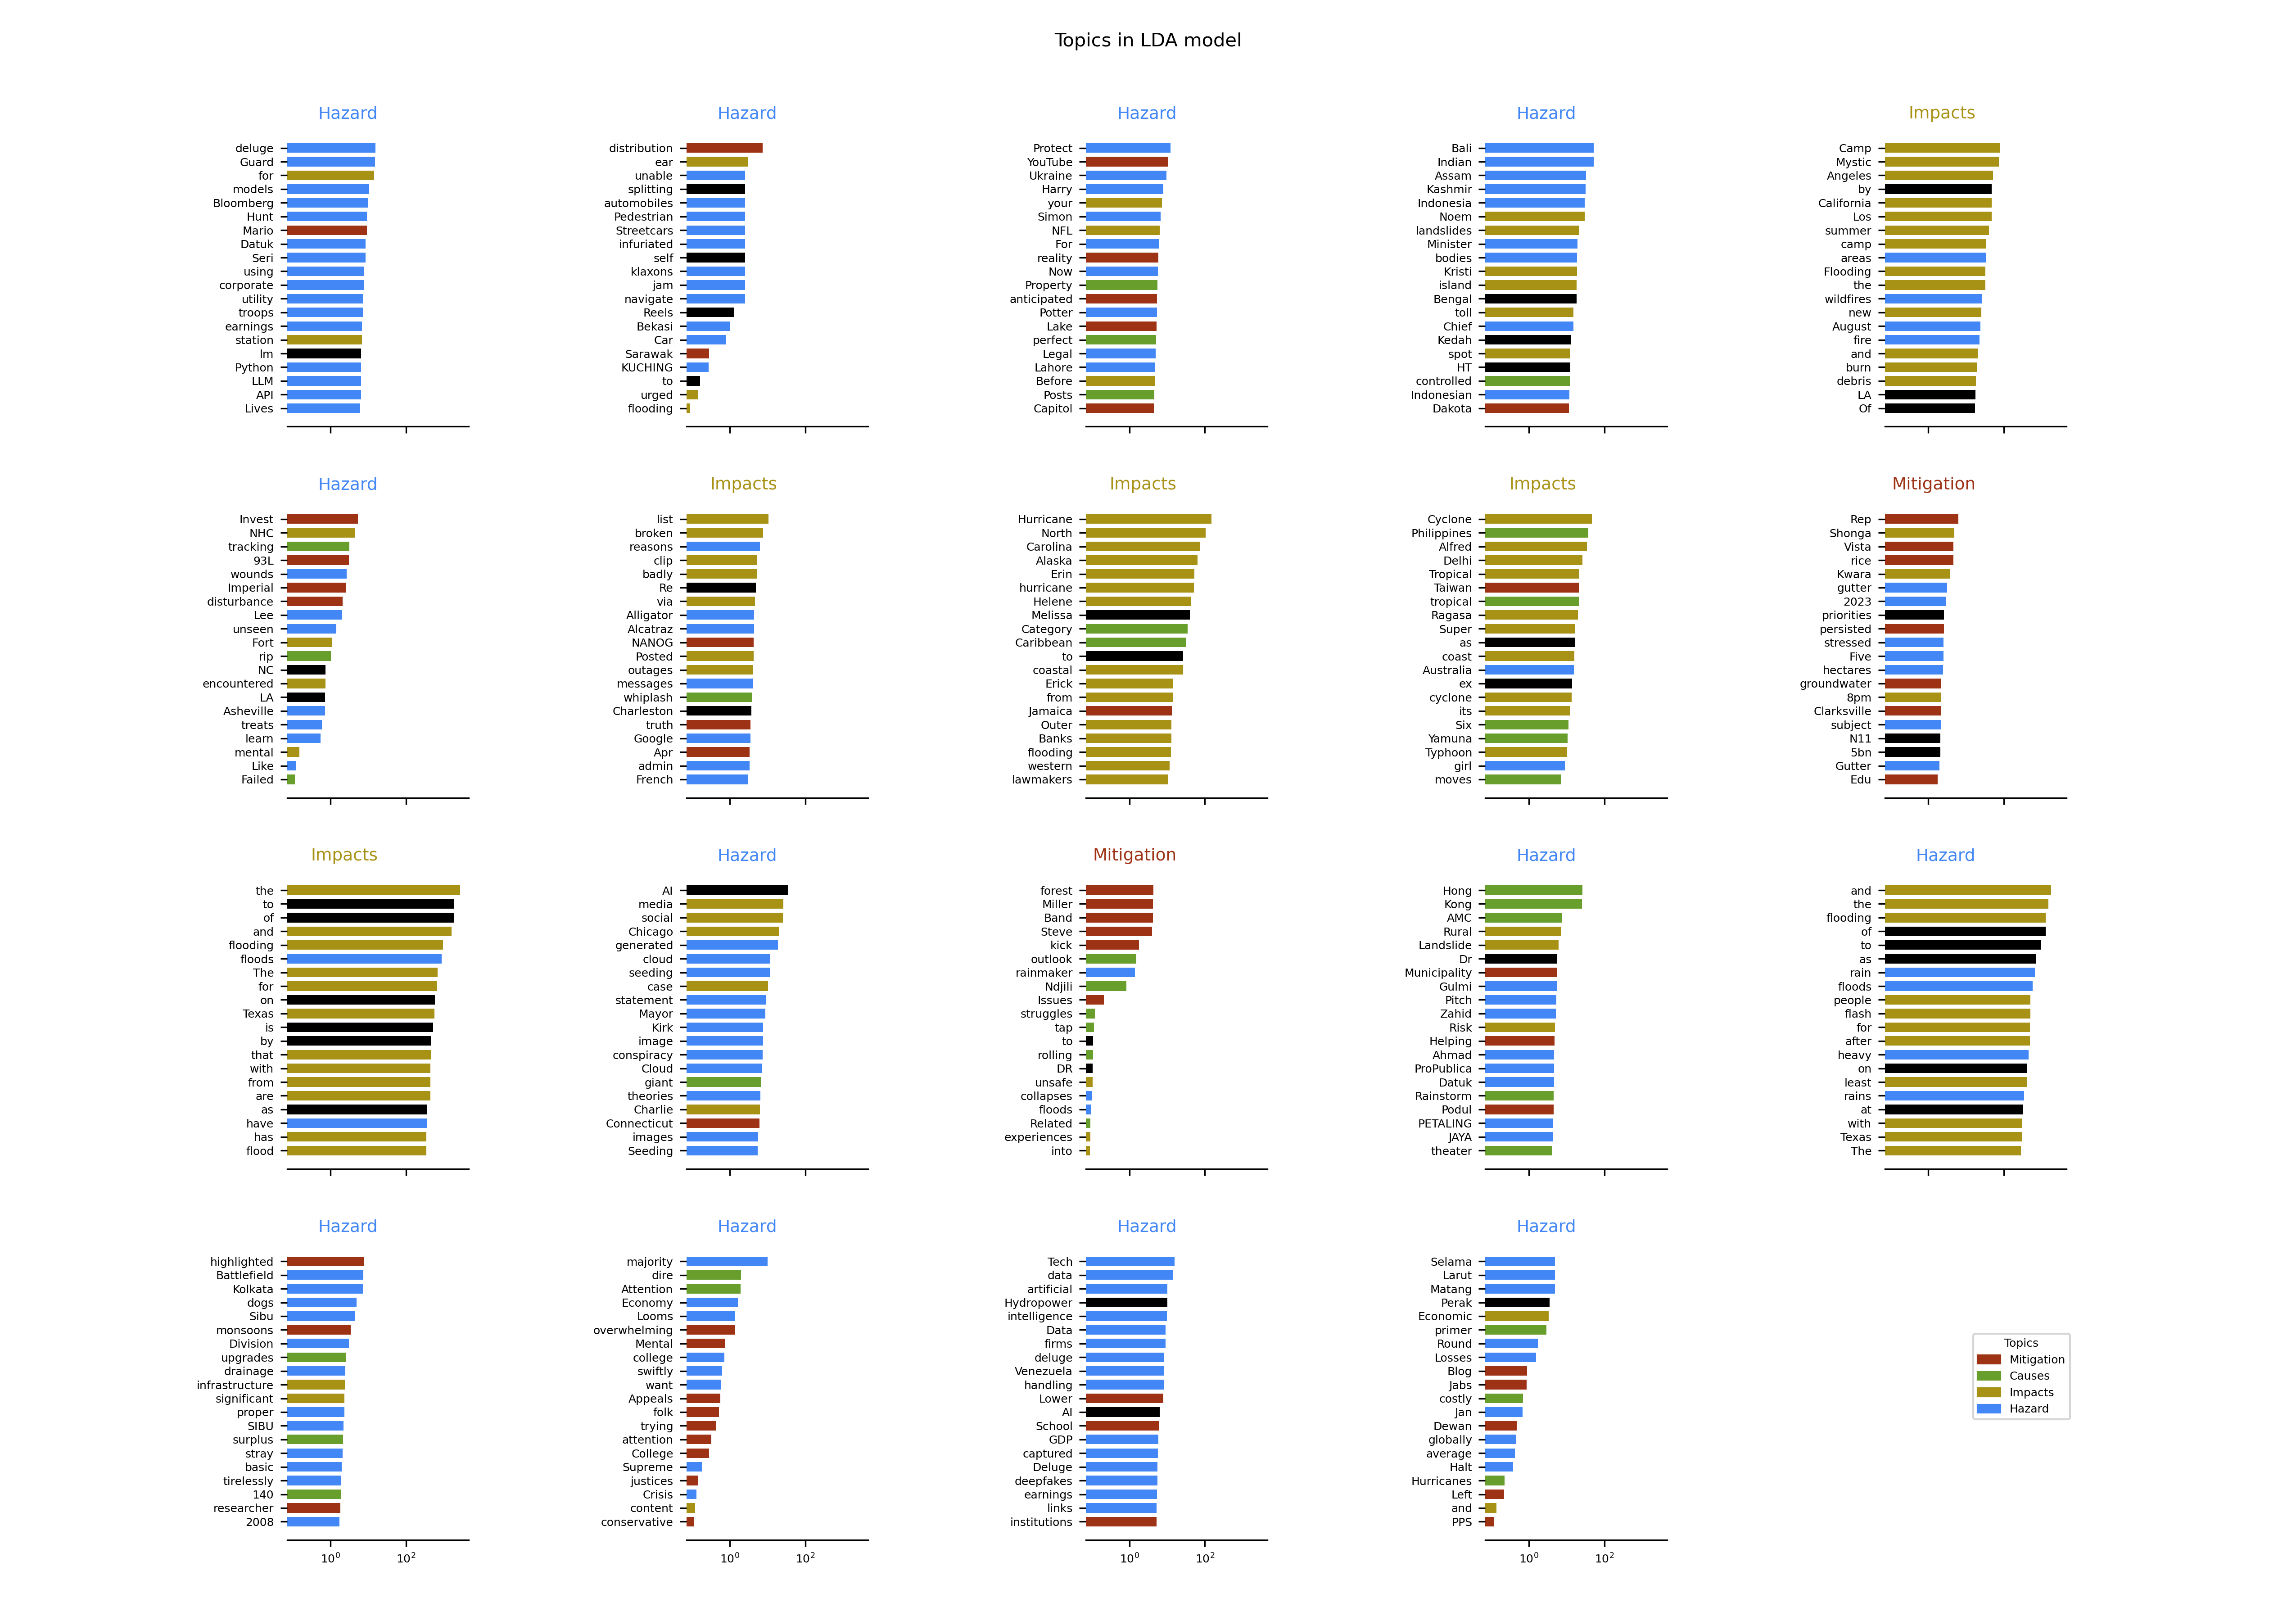 Topics in LDA model
Hazard
deluge
Guard
for
models
Bloomberg
Hunt
Mario
Datuk
Seri
using
corporate
utility
troops
earnings
station
Im
Python
LLM
API
Lives
Hazard
distribution
ear
unable
splitting
automobiles
Pedestrian
Streetcars
infuriated
self
klaxons
jam
navigate
Reels
Bekasi
Car
Sarawak
KUCHING
to
urged
flooding
Hazard
Protect
YouTube
Ukraine
Harry
your
Simon
NFL
For
reality
Now
Property
anticipated
Potter
Lake
perfect
Legal
Lahore
Before
Posts
Capitol
Hazard
Bali
Indian
Assam
Kashmir
Indonesia
Noem
landslides
Minister
bodies
Kristi
island
Bengal
toll
Chief
Kedah
spot
HT
controlled
Indonesian
Dakota
Impacts
Camp
Mystic
Angeles
by
California
Los
summer
camp
areas
Flooding
the
wildfires
new
August
fire
and
burn
debris
LA
Of
Hazard
Invest
NHC
tracking
93L
wounds
Imperial
disturbance
Lee
unseen
Fort
rip
NC
encountered
LA
Asheville
treats
learn
mental
Like
Failed
Impacts
list
broken
reasons
clip
badly
Re
via
Alligator
Alcatraz
NANOG
Posted
outages
messages
whiplash
Charleston
truth
Google
Apr
admin
French
Impacts
Hurricane
North
Carolina
Alaska
Erin
hurricane
Helene
Melissa
Category
Caribbean
to
coastal
Erick
from
Jamaica
Outer
Banks
flooding
western
lawmakers
Impacts
Cyclone
Philippines
Alfred
Delhi
Tropical
Taiwan
tropical
Ragasa
Super
as
coast
Australia
ex
cyclone
its
Six
Yamuna
Typhoon
girl
moves
Mitigation
Rep
Shonga
Vista
rice
Kwara
gutter
2023
priorities
persisted
stressed
Five
hectares
groundwater
8pm
Clarksville
subject
N11
5bn
Gutter
Edu
Impacts
the
to
of
and
flooding
floods
The
for
on
Texas
is
by
that
with
from
are
as
have
has
flood
Hazard
AI
media
social
Chicago
generated
cloud
seeding
case
statement
Mayor
Kirk
image
conspiracy
Cloud
giant
theories
Charlie
Connecticut
images
Seeding
Mitigation
forest
Miller
Band
Steve
kick
outlook
rainmaker
Ndjili
Issues
struggles
tap
to
rolling
DR
unsafe
collapses
floods
Related
experiences
into
Hazard
Hong
Kong
AMC
Rural
Landslide
Dr
Municipality
Gulmi
Pitch
Zahid
Risk
Helping
Ahmad
ProPublica
Datuk
Rainstorm
Podul
PETALING
JAYA
theater
Hazard
and
the
flooding
of
to
as
rain
floods
people
flash
for
after
heavy
on
least
rains
at
with
Texas
The
Hazard
highlighted
Battlefield
Kolkata
dogs
Sibu
monsoons
Division
upgrades
drainage
infrastructure
significant
proper
SIBU
surplus
stray
basic
tirelessly
140
researcher
2008
10⁰ 10²
Hazard
majority
dire
Attention
Economy
Looms
overwhelming
Mental
college
swiftly
want
Appeals
folk
trying
attention
College
Supreme
justices
Crisis
content
conservative
10⁰ 10²
Hazard
Tech
data
artificial
Hydropower
intelligence
Data
firms
deluge
Venezuela
handling
Lower
AI
School
GDP
captured
Deluge
deepfakes
earnings
links
institutions
10⁰ 10²
Hazard
Selama
Larut
Matang
Perak
Economic
primer
Round
Losses
Blog
Jabs
costly
Jan
Dewan
globally
average
Halt
Hurricanes
Left
and
PPS
10⁰ 10²
Topics
Mitigation
Causes
Impacts
Hazard